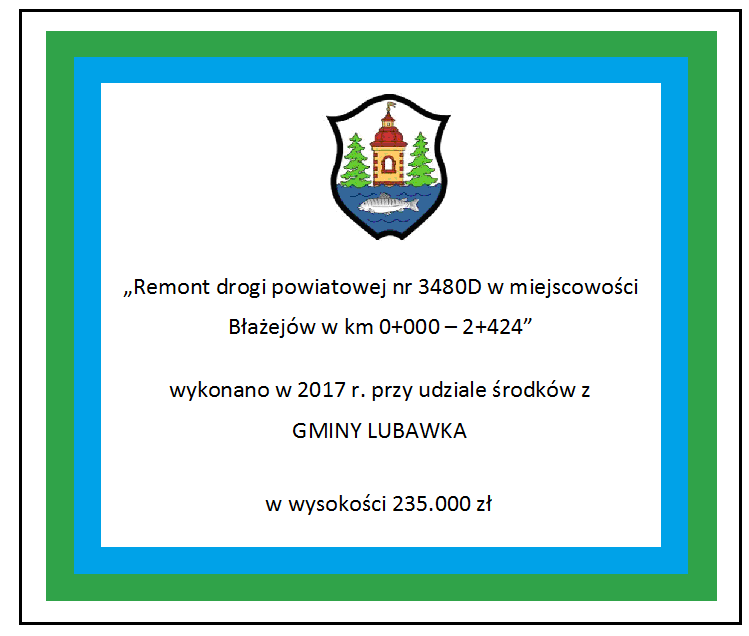 „Remont drogi powiatowej nr 3480D w miejscowości
Błażejów w km 0+000 – 2+424”
wykonano w 2017 r. przy udziale środków z
GMINY LUBAWKA
w wysokości 235.000 zł